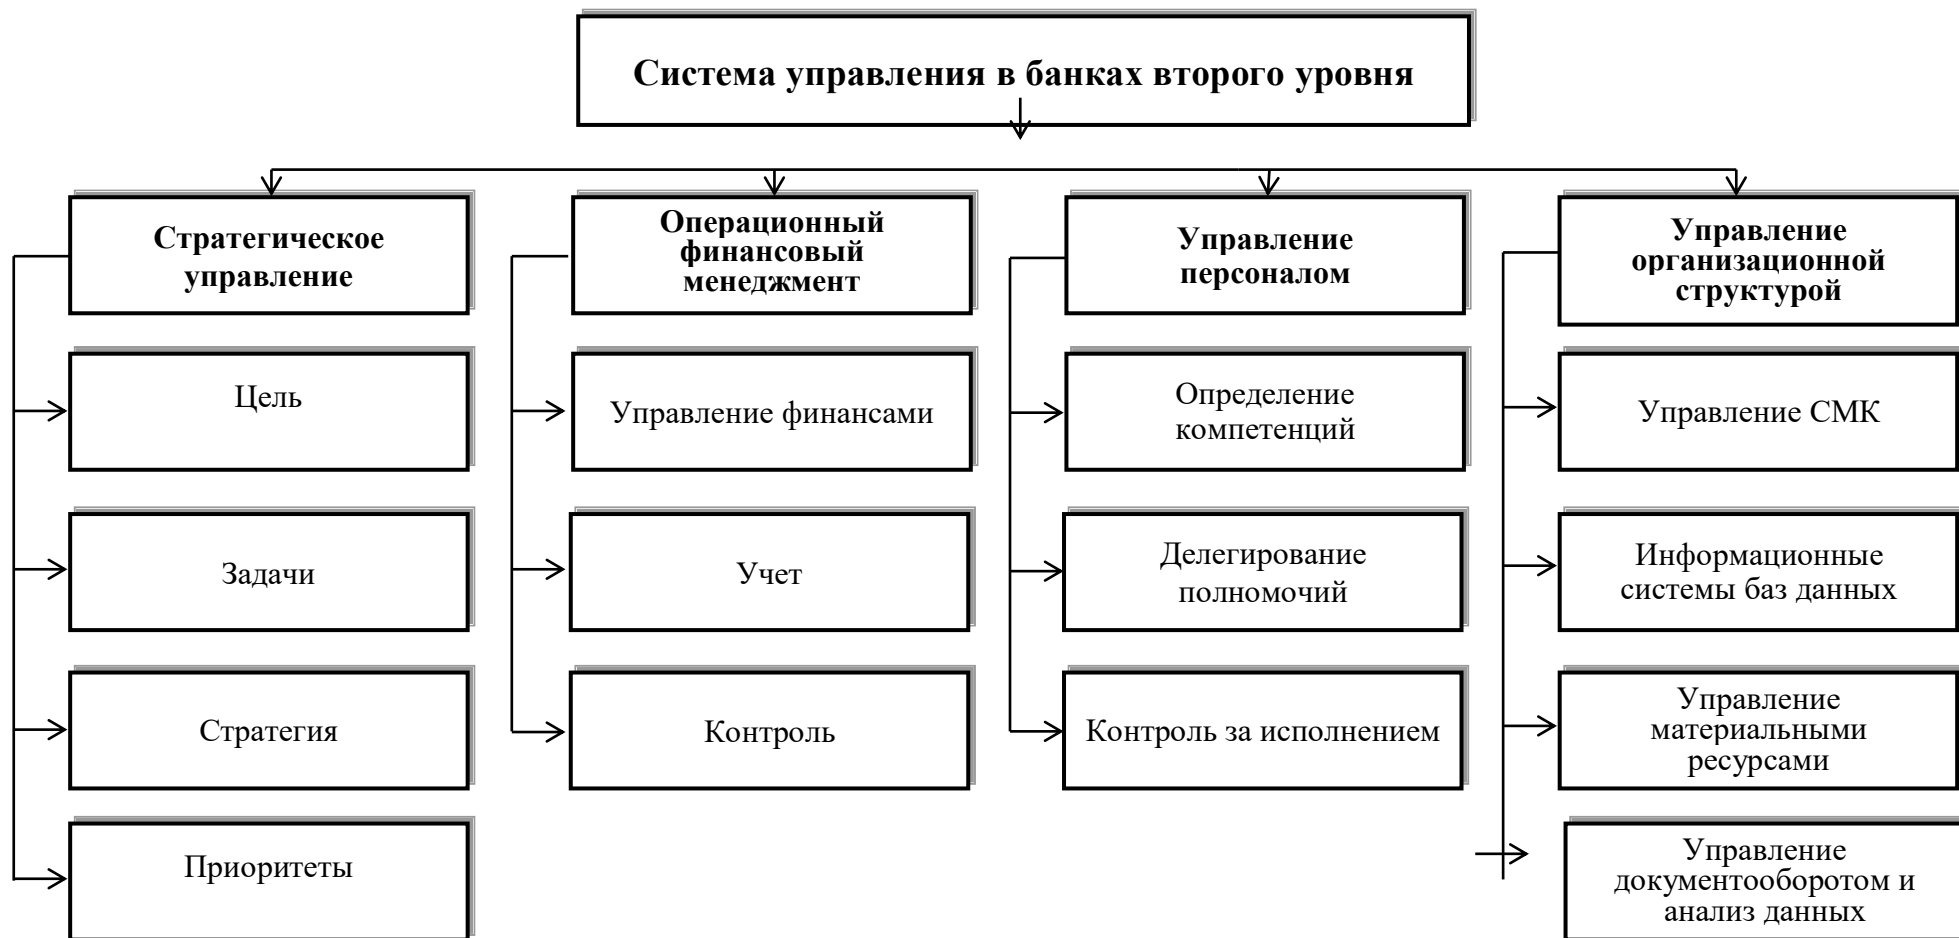 Система управления в банках второго уровня
Стратегическое
управление
Операционный
финансовый
менеджмент
Управление
персоналом
Управление
организационной
структурой
Цель
Управление финансами
Определение
компетенций
Управление СМК
Задачи
Учет
Делегирование
полномочий
Информационные
системы баз данных
Стратегия
Контроль
Контроль за исполнением
Управление
материальными
ресурсами
Приоритеты
Управление
документооборотом и
анализ данных